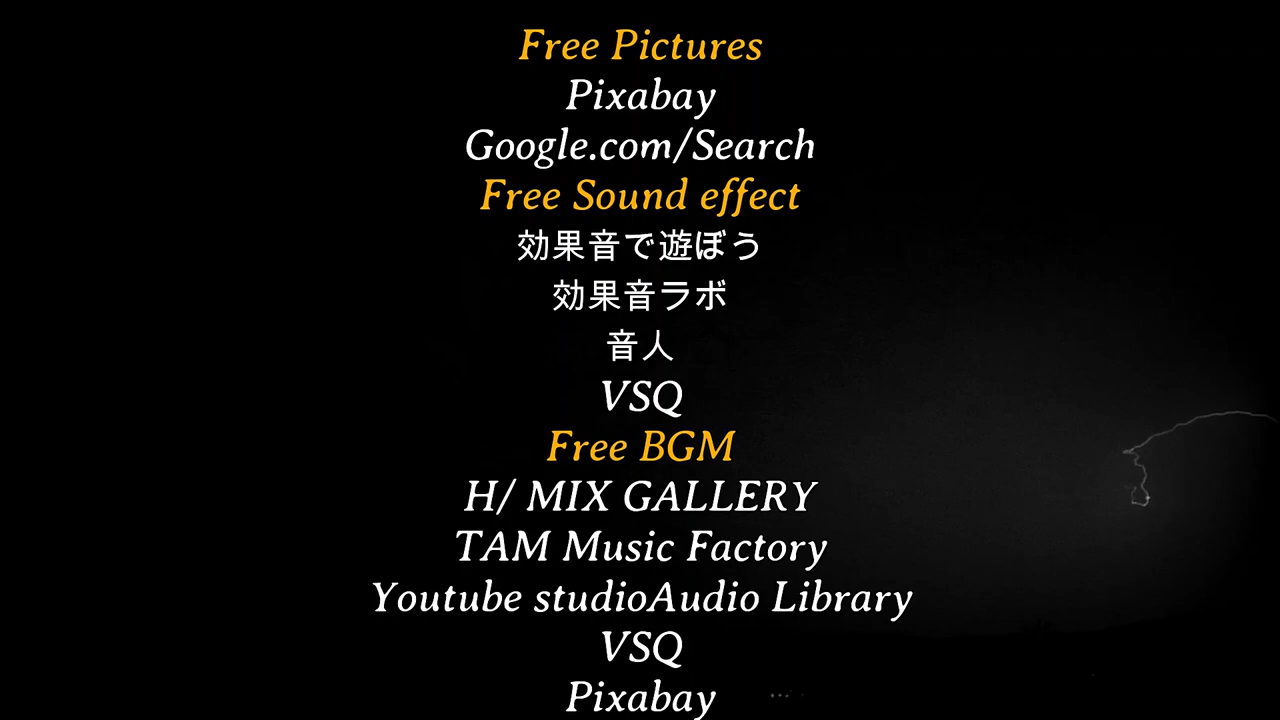 Free Pictures
Pixabay
Google.com/Search
Free Sound effect
効果音で遊ぼう
効果音ラボ
音人
VSQ
Free BGM
H/ MIX GALLERY
TAM Music Factory
Youtube studioAudio Library
VSQ
Pixabay